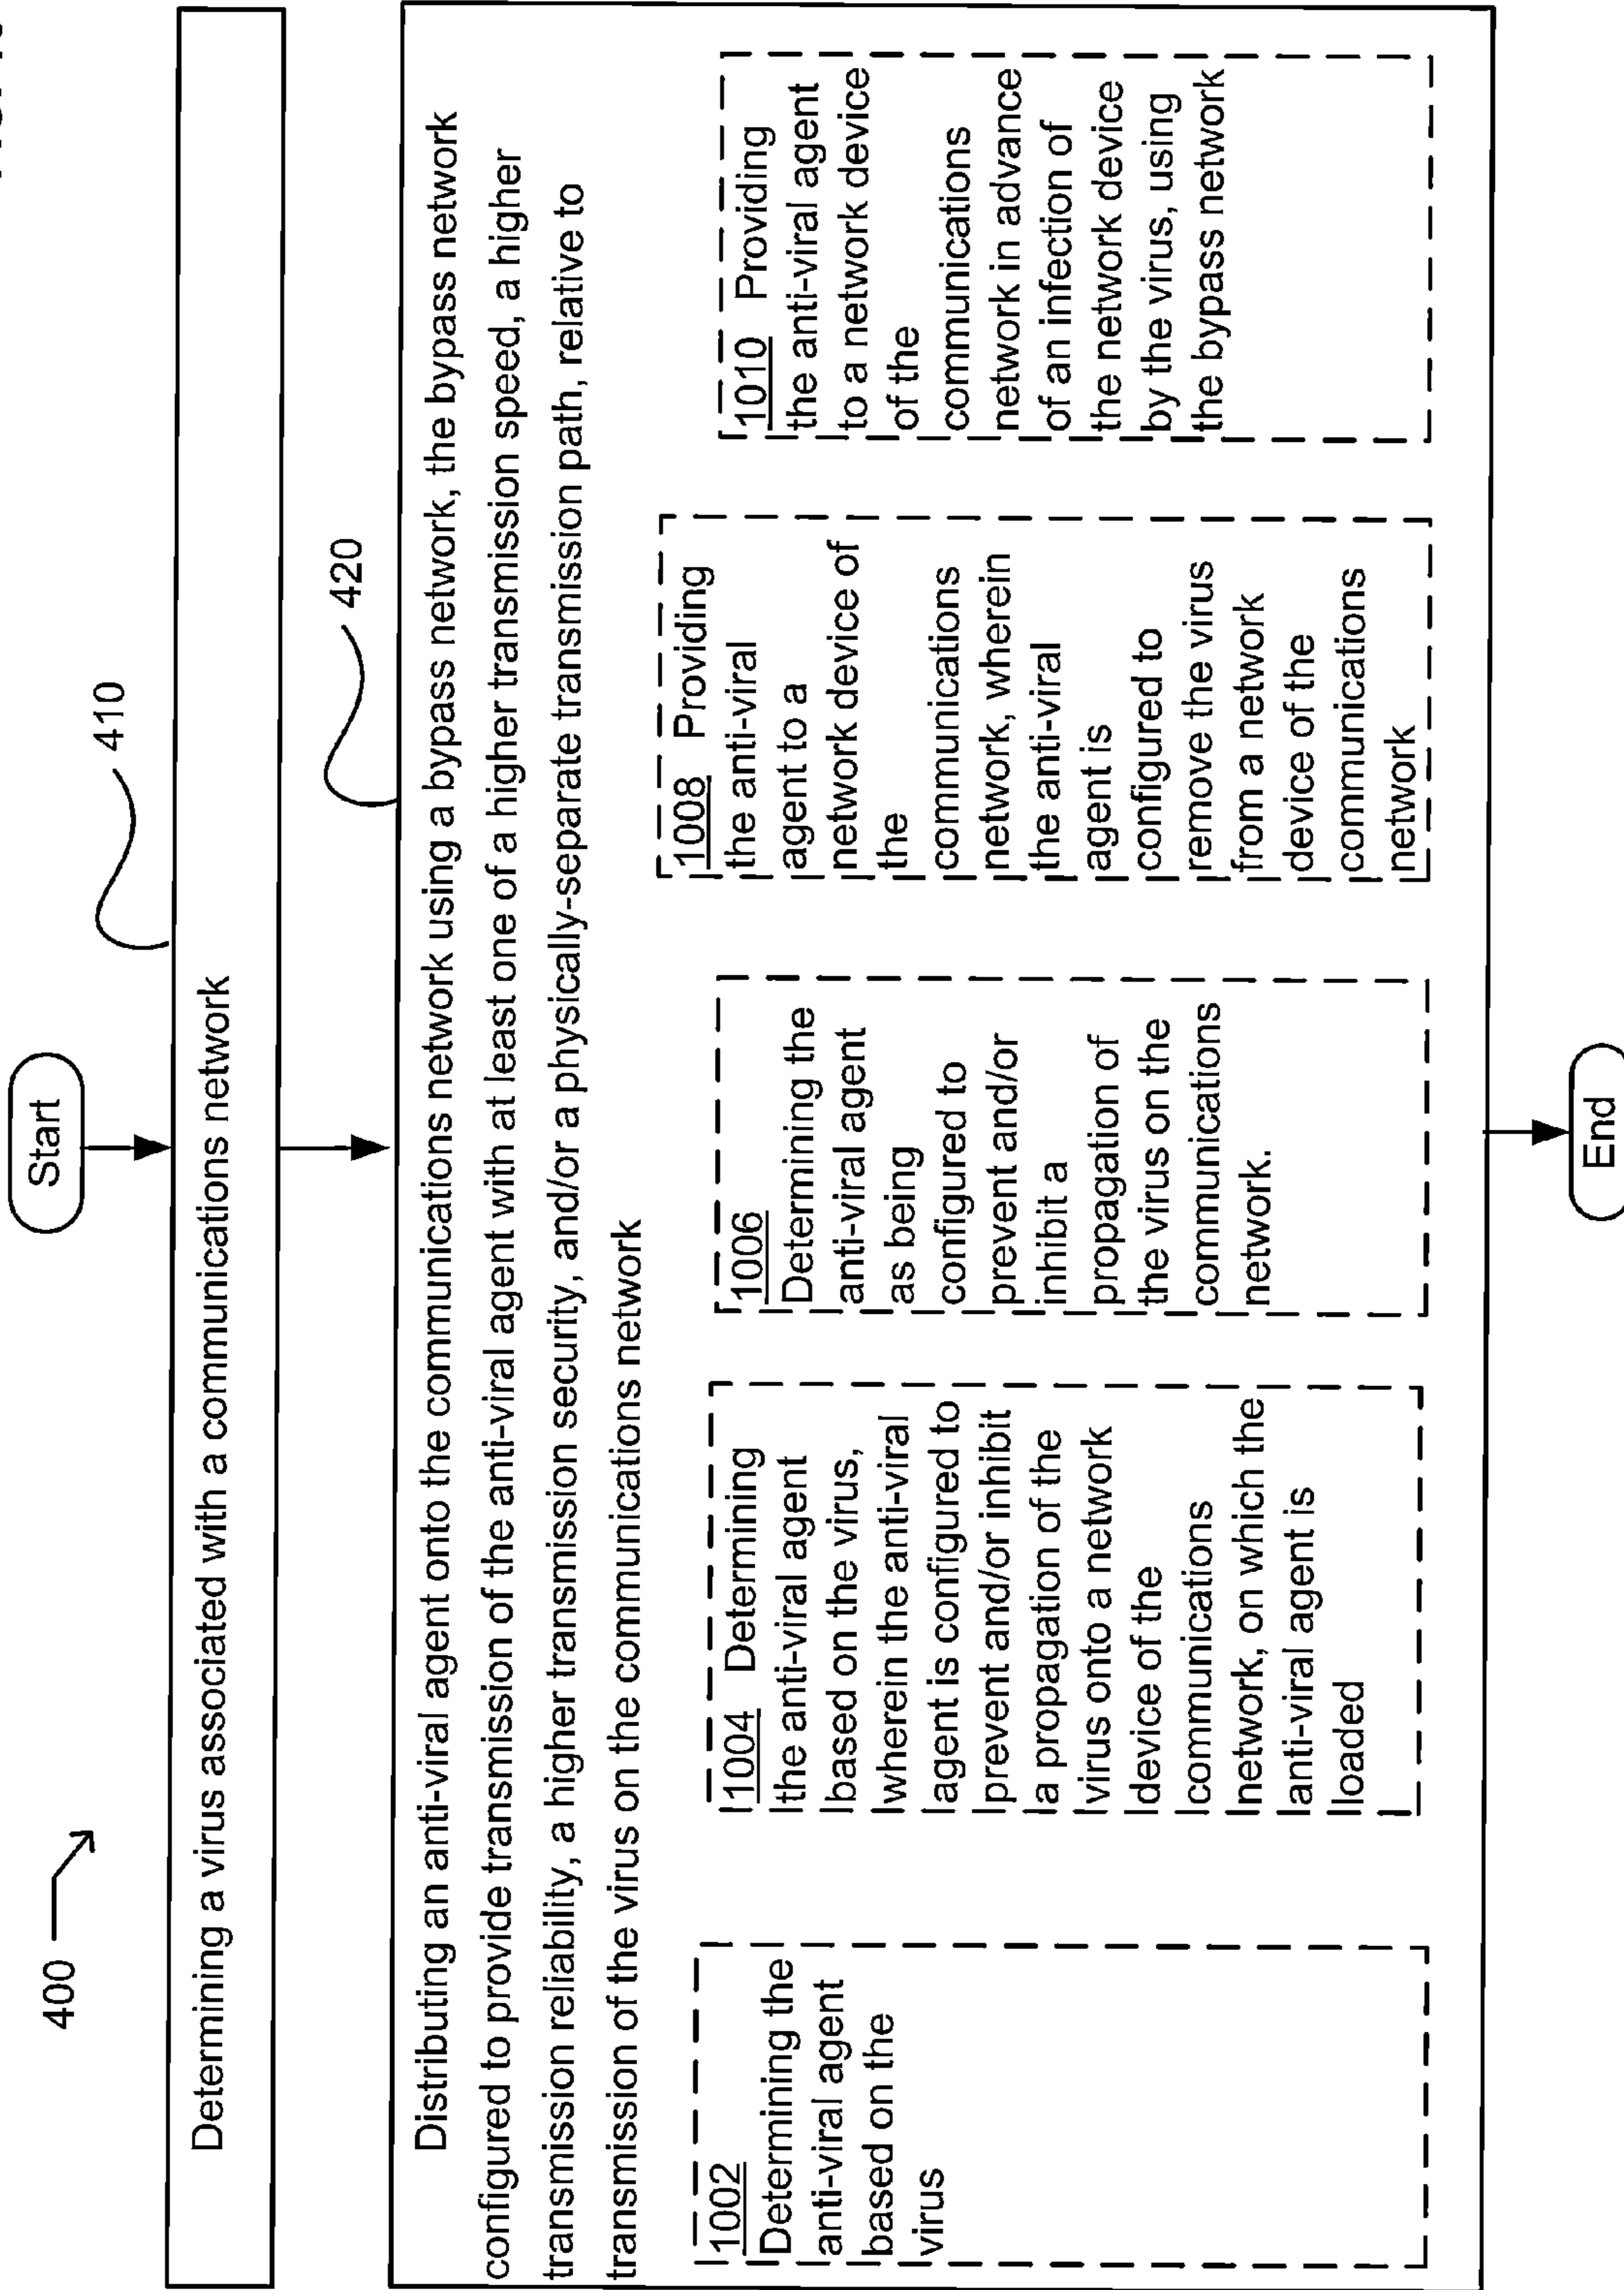 400
Start
410
Determining a virus associated with a communications network
420
Distributing an anti-viral agent onto the communications network using a bypass network, the bypass network
configured to provide transmission of the anti-viral agent with at least one of a higher transmission speed, a higher
transmission reliability, a higher transmission security, and/or a physically-separate transmission path, relative to
transmission of the virus on the communications network
1002
Determining the
anti-viral agent
based on the
virus
1004 Determining
the anti-viral agent
based on the virus,
wherein the anti-viral
agent is configured to
prevent and/or inhibit
a propagation of the
virus onto a network
device of the
communications
network, on which the
anti-viral agent is
loaded
1006
Determining the
anti-viral agent
as being
configured to
prevent and/or
inhibit a
propagation of
the virus on the
communications
network.
1008 Providing
the anti-viral
agent to a
network device of
the
communications
network, wherein
the anti-viral
agent is
configured to
remove the virus
from a network
device of the
communications
network
1010 Providing
the anti-viral agent
to a network device
of the
communications
network in advance
of an infection of
the network device
by the virus, using
the bypass network
End